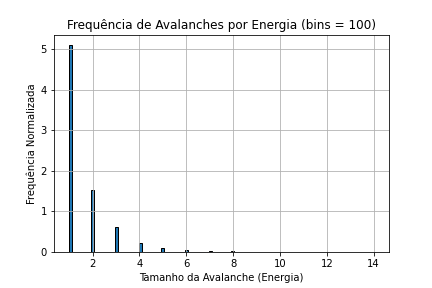 Frequência de Avalanches por Energia (bins = 100)
5
4
3
2
1
0
Frequência Normalizada
2 4 6 8 10 12 14
Tamanho da Avalanche (Energia)